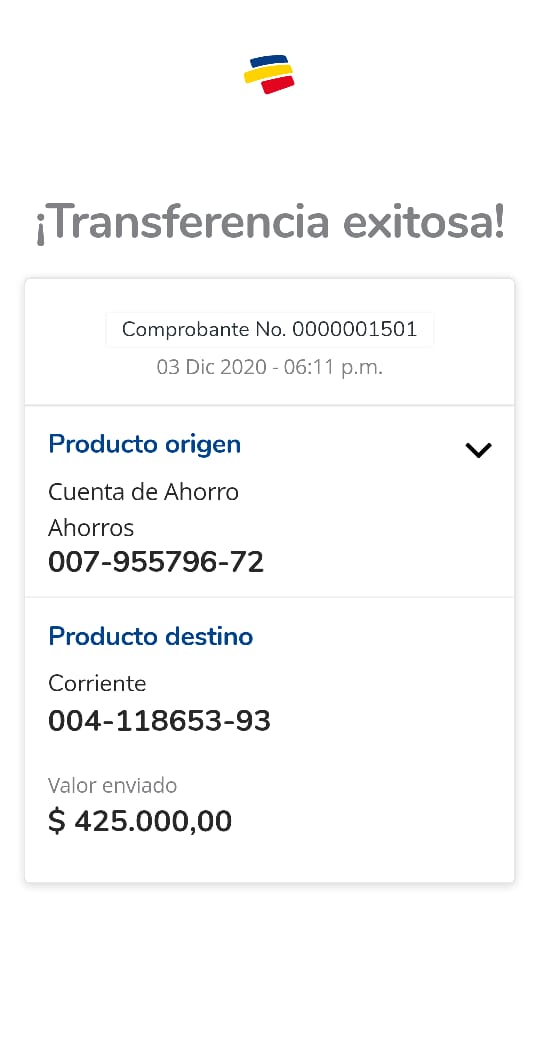 ¡Transferencia exitosa!
Comprobante No. 0000001501
03 Dic 2020 - 06:11 p.m.
Producto origen
Cuenta de Ahorro
Ahorros
007-955796-72
Producto destino
Corriente
004-118653-93
Valor enviado
$ 425.000,00